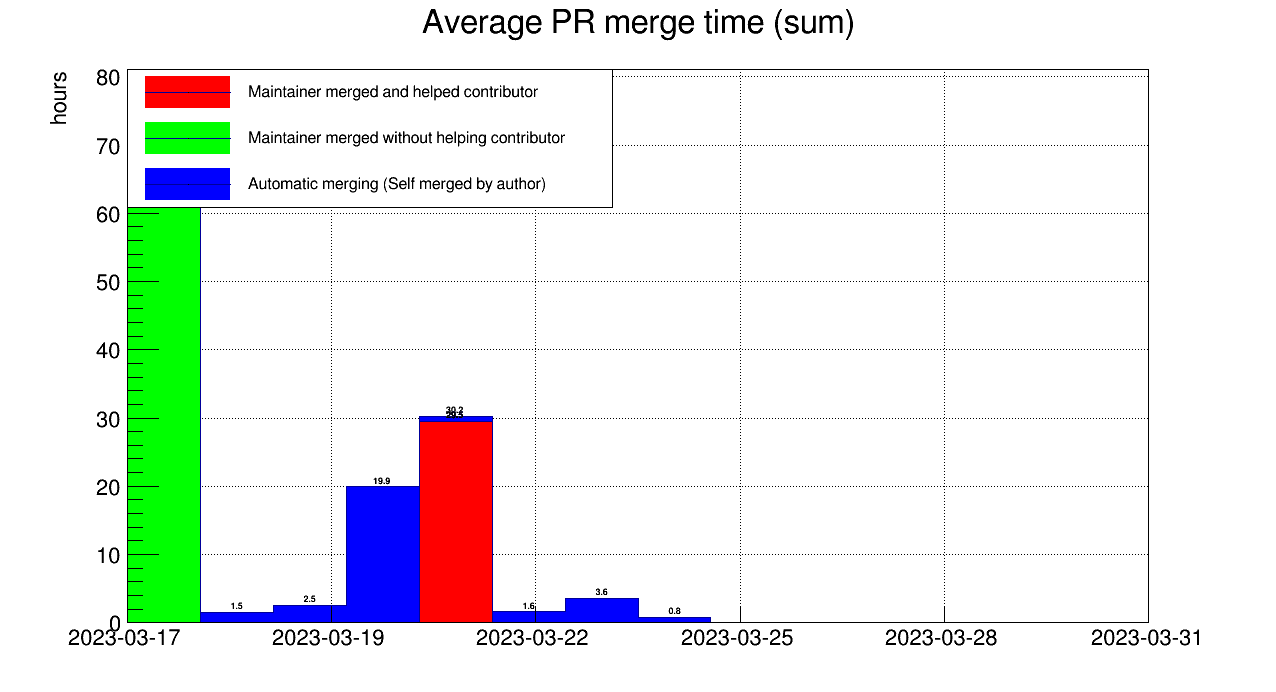 Average PR merge time (sum)
hours
80
Maintainer merged and helped contributor
70
Maintainer merged without helping contributor
Automatic merging (Self merged by author)
60
50
40
30
30.2
20
19.9
10
1.5
2.5
1.6
3.6
0.8
0
2023-03-17 2023-03-19 2023-03-22 2023-03-25 2023-03-28 2023-03-31